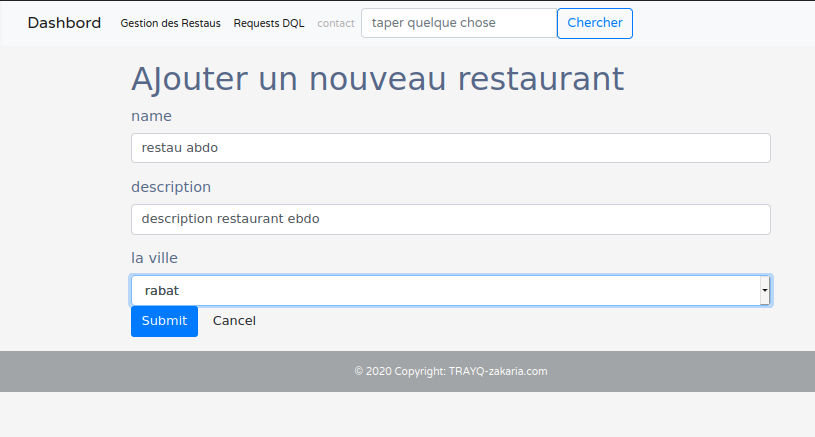 Dashbord Gestion des Restaus Requests DQL contact taper quelque chose Chercher
AJouter un nouveau restaurant
name
restau abdo
description
description restaurant ebdo
la ville
rabat
Submit Cancel
© 2020 Copyright: TRAYQ-zakaria.com